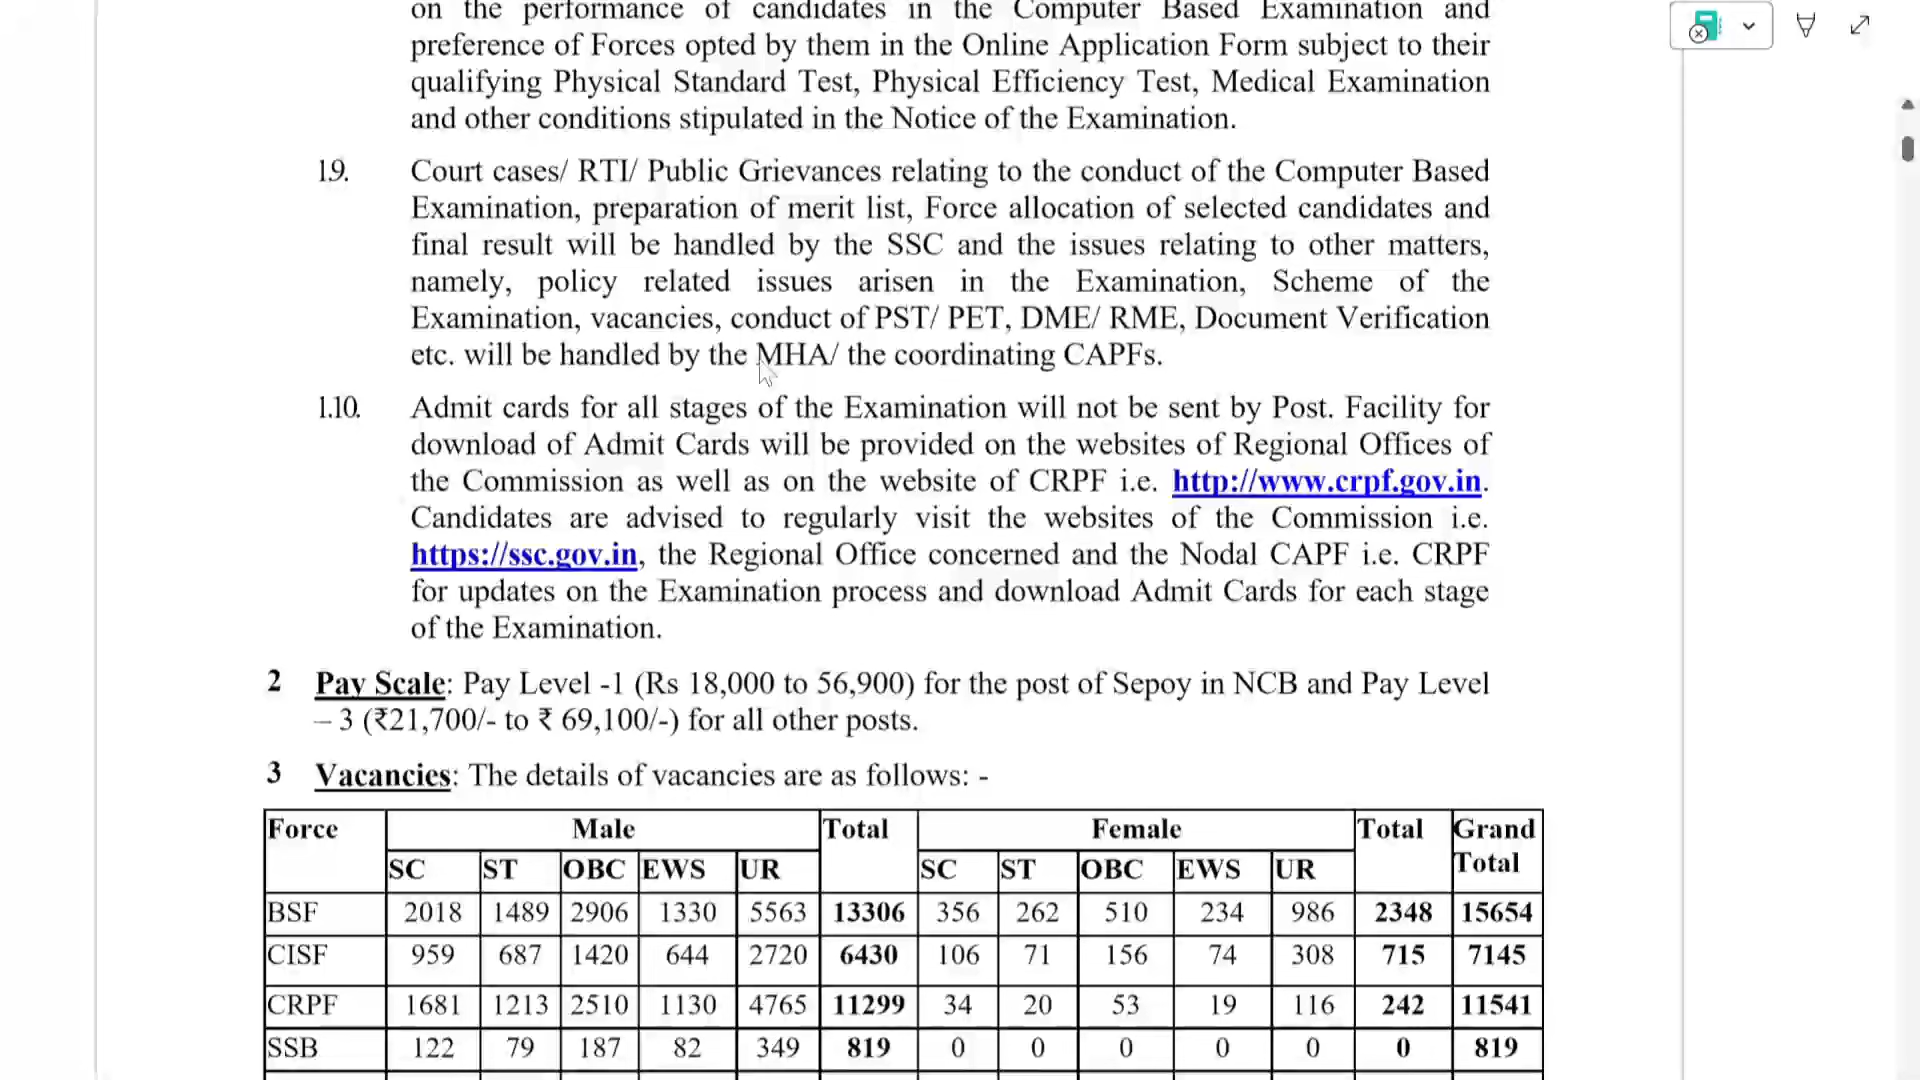 on the performance of candidates in the Computer Based Examination and
preference of Forces opted by them in the Online Application Form subject to their
qualifying Physical Standard Test, Physical Efficiency Test, Medical Examination
and other conditions stipulated in the Notice of the Examination.
1.9. Court cases/ RTI/ Public Grievances relating to the conduct of the Computer Based
Examination, preparation of merit list, Force allocation of selected candidates and
final result will be handled by the SSC and the issues relating to other matters,
namely, policy related issues arisen in the Examination, Scheme of the
Examination, vacancies, conduct of PST/ PET, DME/ RME, Document Verification
etc. will be handled by the MHA/ the coordinating CAPFs.
1.10. Admit cards for all stages of the Examination will not be sent by Post. Facility for
download of Admit Cards will be provided on the websites of Regional Offices of
the Commission as well as on the website of CRPF i.e. http://www.crpf.gov.in.
Candidates are advised to regularly visit the websites of the Commission i.e.
https://ssc.gov.in, the Regional Office concerned and the Nodal CAPF i.e. CRPF
for updates on the Examination process and download Admit Cards for each stage
of the Examination.
2 Pay Scale: Pay Level -1 (Rs 18,000 to 56,900) for the post of Sepoy in NCB and Pay Level
– 3 (₹21,700/- to ₹ 69,100/-) for all other posts.
3 Vacancies: The details of vacancies are as follows: -
Force Male Total Female Total Grand Total
SC ST OBC EWS UR SC ST OBC EWS UR
BSF 2018 1489 2906 1330 5563 13306 356 262 510 234 986 2348 15654
CISF 959 687 1420 644 2720 6430 106 71 156 74 308 715 7145
CRPF 1681 1213 2510 1130 4765 11299 34 20 53 19 116 242 11541
SSB 122 79 187 82 349 819 0 0 0 0 0 0 819